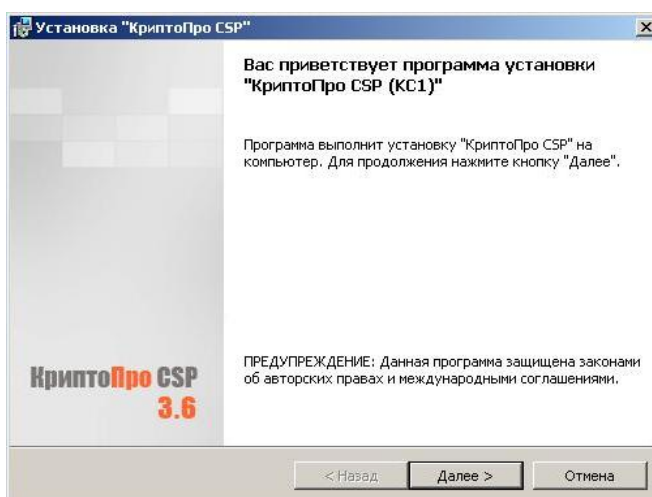 Установка "КриптоПро CSP"
Вас приветствует программа установки
"КриптоПро CSP (КС1)"
Программа выполнит установку "КриптоПро CSP" на
компьютер. Для продолжения нажмите кнопку "Далее".
КриптоПро CSP
3.6
ПРЕДУПРЕЖДЕНИЕ: Данная программа защищена законами
об авторских правах и международными соглашениями.
< Назад
Далее >
Отмена